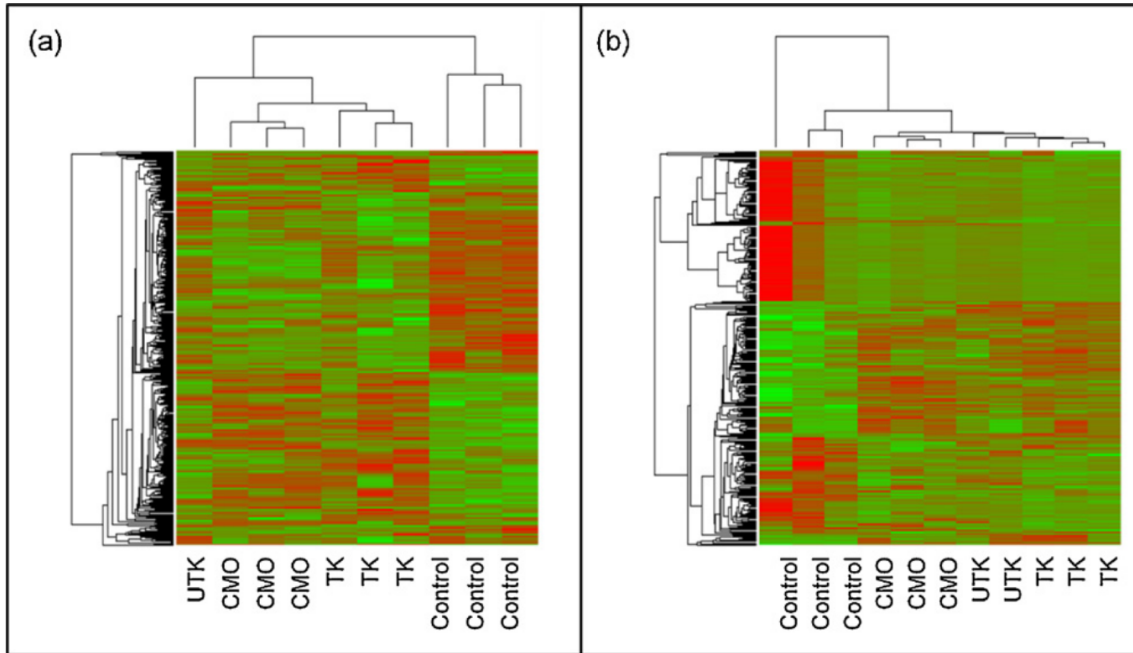 (a)
UTK CMO CMO CMO TK TK TK Control Control Control
(b)
Control Control Control CMO CMO CMO UTK UTK TK TK TK